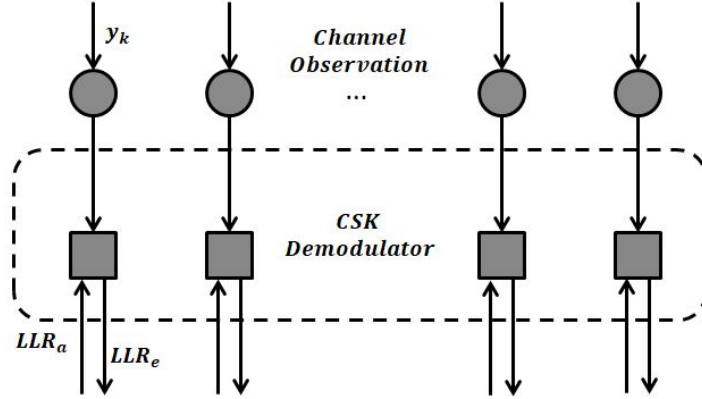 y_k
Channel
Observation
...
CSK
Demodulator
LLR_a
LLR_e